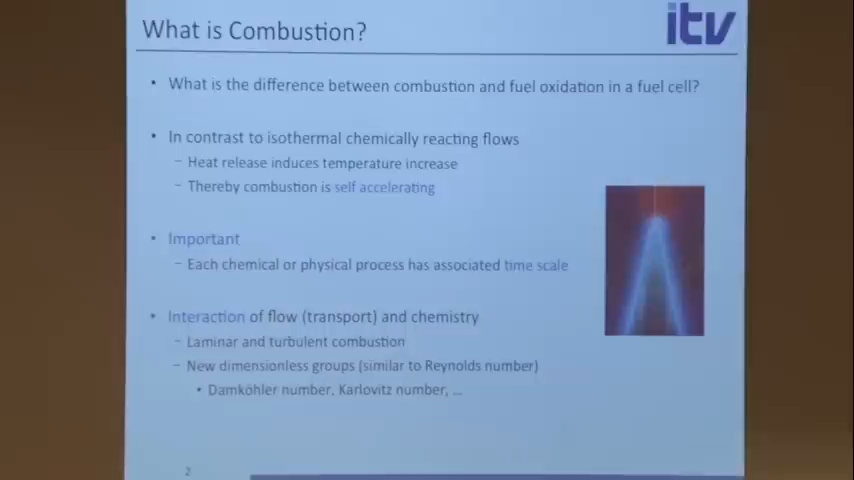 What is Combustion?
itv
• What is the difference between combustion and fuel oxidation in a fuel cell?
• In contrast to isothermal chemically reacting flows
– Heat release induces temperature increase
– Thereby combustion is self accelerating
• Important
– Each chemical or physical process has associated time scale
• Interaction of flow (transport) and chemistry
– Laminar and turbulent combustion
– New dimensionless groups (similar to Reynolds number)
• Damköhler number, Karlovitz number, …
2